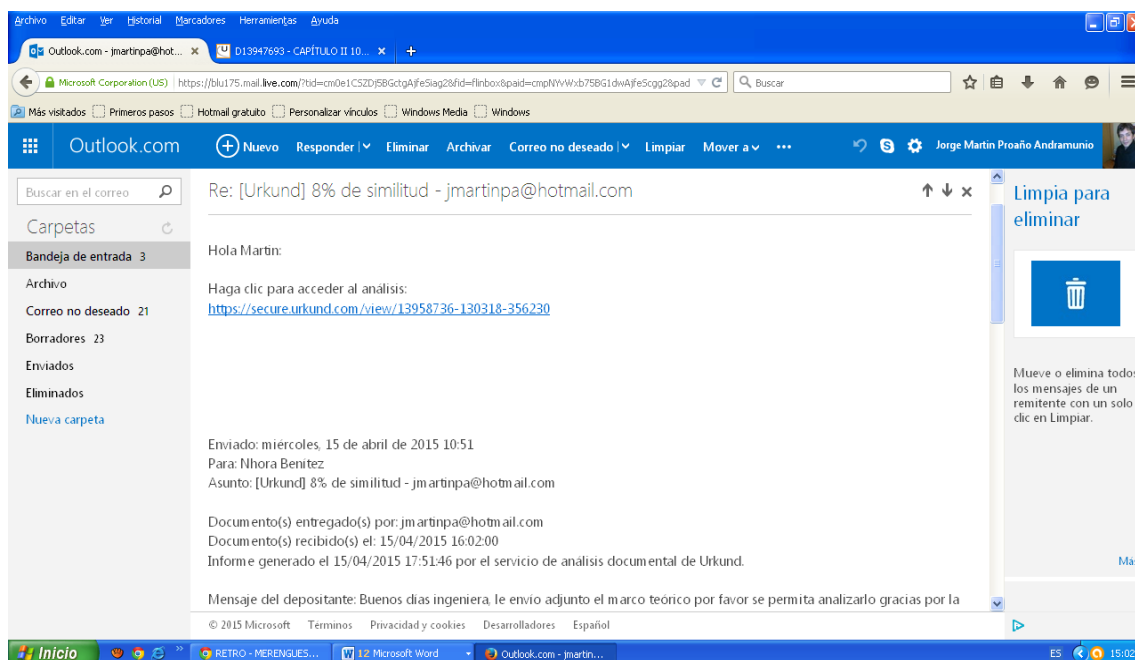 Archivo Editar Ver Historial Marcadores Herramientas Ayuda
Outlook.com - jmartinpa@hot... × D13947693 - CAPÍTULO II 10... × +
Microsoft Corporation (US) https://blu175.mail.live.com/?tid= Buscar
Más visitados Primeros pasos Hotmail gratuito Personalizar vínculos Windows Media Windows
Outlook.com Nuevo Responder Eliminar Archivar Correo no deseado Limpiar Mover a ... Jorge Martin Proaño Andramunio
Buscar en el correo
Carpetas
Bandeja de entrada 3
Archivo
Correo no deseado 21
Borradores 23
Enviados
Eliminados
Nueva carpeta
Re: [Urkund] 8% de similitud - jmartinpa@hotmail.com
Hola Martin:
Haga clic para acceder al análisis:
https://secure.urkund.com/view/13958736-130318-356230
Enviado: miércoles, 15 de abril de 2015 10:51
Para: Nhora Benitez
Asunto: [Urkund] 8% de similitud - jmartinpa@hotmail.com
Documento(s) entregado(s) por: jmartinpa@hotmail.com
Documento(s) recibido(s) el: 15/04/2015 16:02:00
Informe generado el 15/04/2015 17:51:46 por el servicio de análisis documental de Urkund.
Mensaje del depositante: Buenos días ingeniera, le envio adjunto el marco teórico por favor se permita analizarlo gracias por la
© 2015 Microsoft Términos Privacidad y cookies Desarrolladores Español
Limpia para
eliminar
Mueve o elimina todos
los mensajes de un
remitente con un solo
clic en Limpiar.
Más
Inicio RETRO - MERENGUES... 12 Microsoft Word Outlook.com - jmartin... ES 15:02